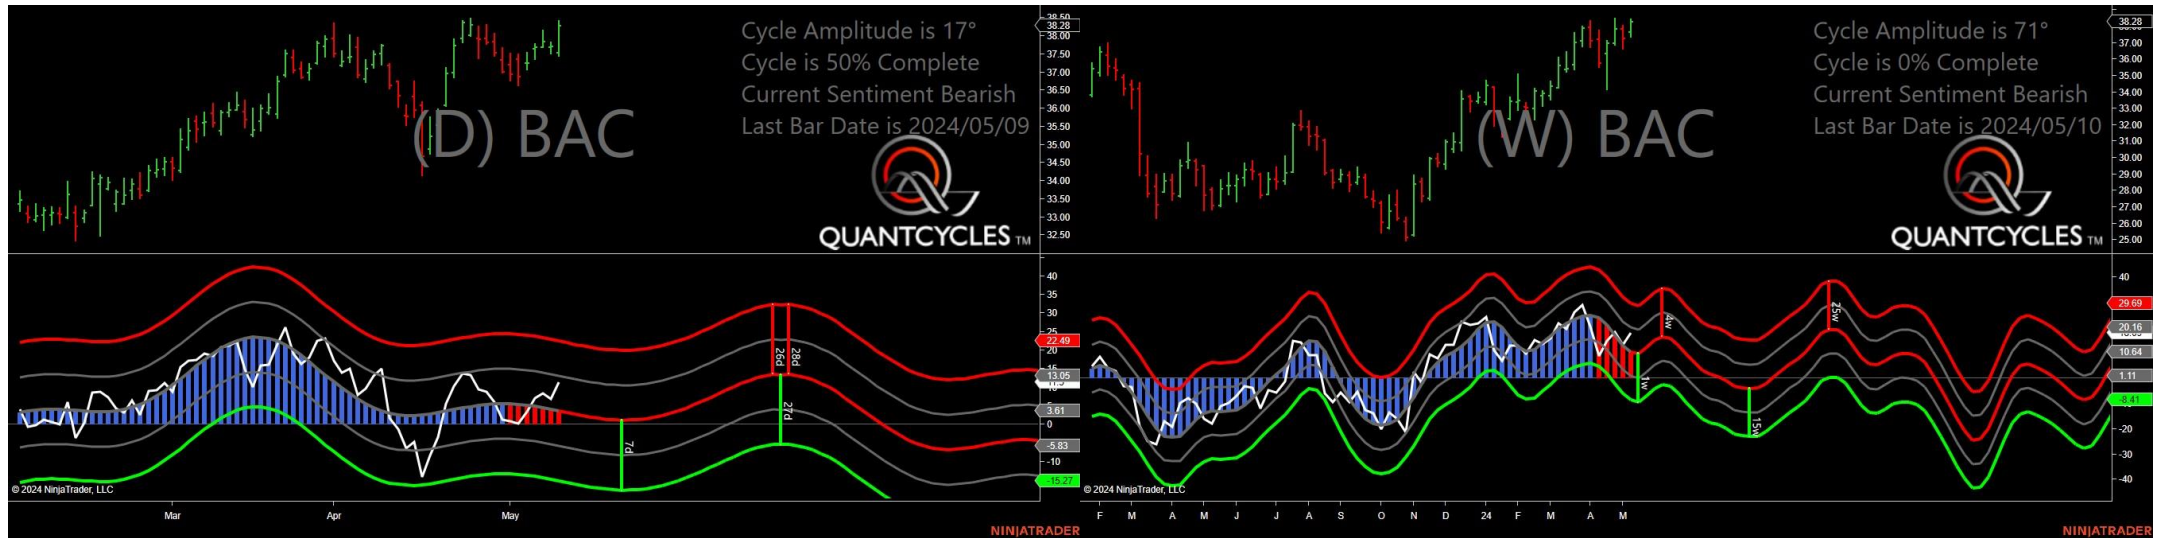 Cycle Amplitude is 17°
Cycle is 50% Complete
Current Sentiment Bearish
Last Bar Date is 2024/05/09
(D) BAC
QUANTCYCLES TM
38.50
38.28
38.00
37.50
37.00
36.50
36.00
35.50
35.00
34.50
34.00
33.50
33.00
32.50
40
35
30
25
22.49
20
13.05
3.61
0
-5.83
-10
-15.27
26d
28d
27d
7d
© 2024 NinjaTrader, LLC
Mar
Apr
May
NINJATRADER
Cycle Amplitude is 71°
Cycle is 0% Complete
Current Sentiment Bearish
Last Bar Date is 2024/05/10
(W) BAC
QUANTCYCLES TM
38.28
37.00
36.00
35.00
34.00
33.00
32.00
31.00
30.00
29.00
28.00
27.00
26.00
25.00
40
29.69
20.16
10.64
1.11
-8.41
-20
-30
-40
4w
25w
1w
15w
© 2024 NinjaTrader, LLC
F M A M J J A S O N D 24 F M A M
NINJATRADER